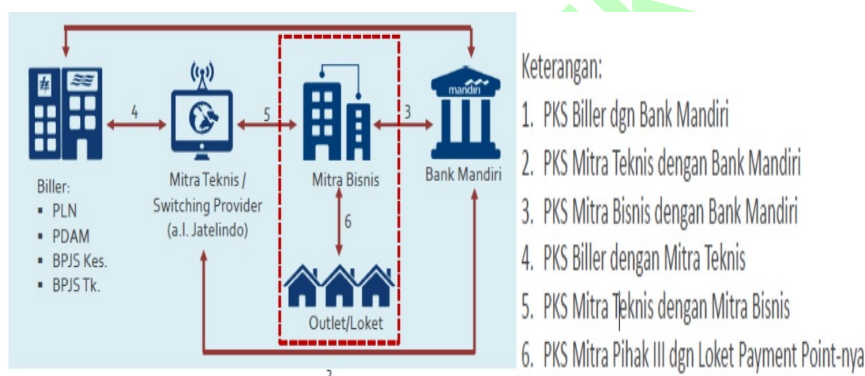 mandiri
4
5
3
Mitra Teknis /
Switching Provider
(a.l. Jatelindo)
Mitra Bisnis
Bank Mandiri
Biller:
▪ PLN
▪ PDAM
▪ BPJS Kes.
▪ BPJS Tk.
6
Outlet/Loket
2
Keterangan:
1. PKS Biller dgn Bank Mandiri
2. PKS Mitra Teknis dengan Bank Mandiri
3. PKS Mitra Bisnis dengan Bank Mandiri
4. PKS Biller dengan Mitra Teknis
5. PKS Mitra Teknis dengan Mitra Bisnis
6. PKS Mitra Pihak III dgn Loket Payment Point-nya